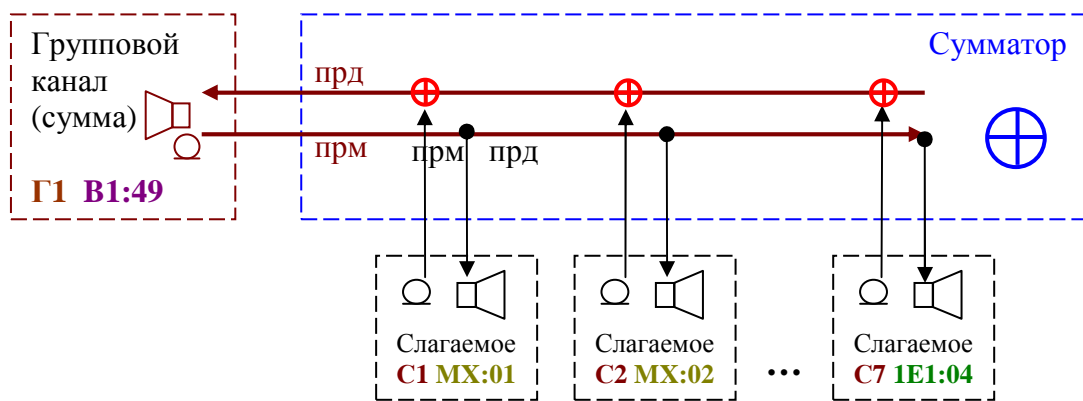 Групповой
канал
(сумма)
Г1 В1:49
Сумматор
прд
прм
прм прд
Слагаемое
С1 МХ:01
Слагаемое
С2 МХ:02
...
Слагаемое
С7 1Е1:04